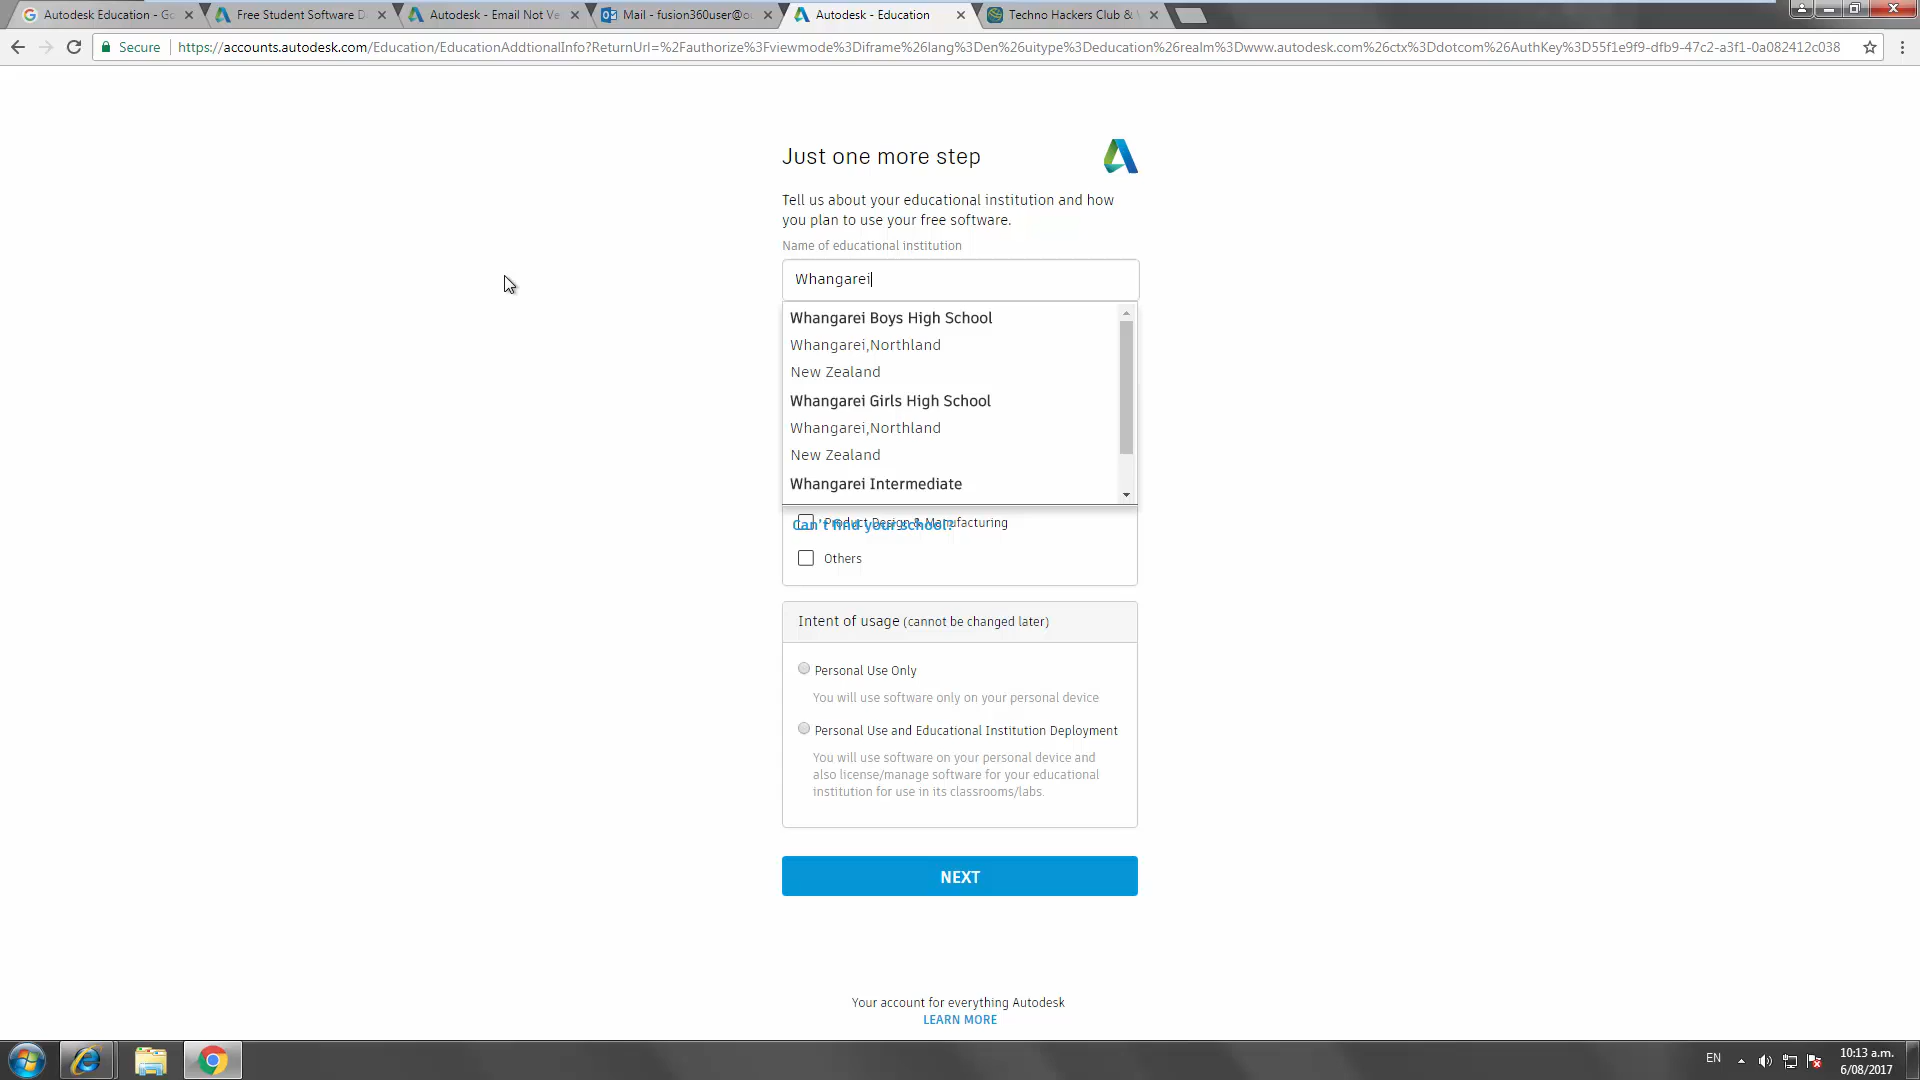 Autodesk Education - Go
Free Student Software D
Autodesk - Email Not Ve
Mail - fusion360user@ou
Autodesk - Education
Techno Hackers Club &
Secure
https://accounts.autodesk.com/Education/EducationAddtionalInfo?ReturnUrl=%2Fauthorize%3Fviewmode%3Diframe%26lang%3Den%26uitype%3Deducation%26realm%3Dwww.autodesk.com%26ctx%3Ddotcom%26AuthKey%3D55f1e9f9-dfb9-47c2-a3f1-0a082412c038
Just one more step
Tell us about your educational institution and how
you plan to use your free software.
Name of educational institution
Whangarei
Whangarei Boys High School
Whangarei,Northland
New Zealand
Whangarei Girls High School
Whangarei,Northland
New Zealand
Whangarei Intermediate
Can't find your school?
Product Design & Manufacturing
Others
Intent of usage (cannot be changed later)
Personal Use Only
You will use software only on your personal device
Personal Use and Educational Institution Deployment
You will use software on your personal device and
also license/manage software for your educational
institution for use in its classrooms/labs.
NEXT
Your account for everything Autodesk
LEARN MORE
EN
10:13 a.m.
6/08/2017